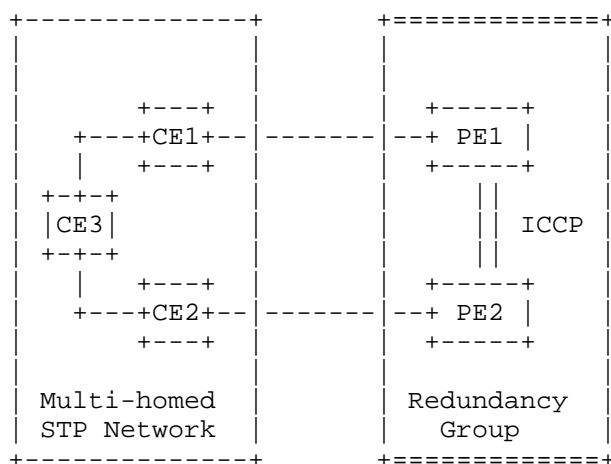 CE1 PE1
CE3 ICCP
CE2 PE2
Multi-homed Redundancy
STP Network Group